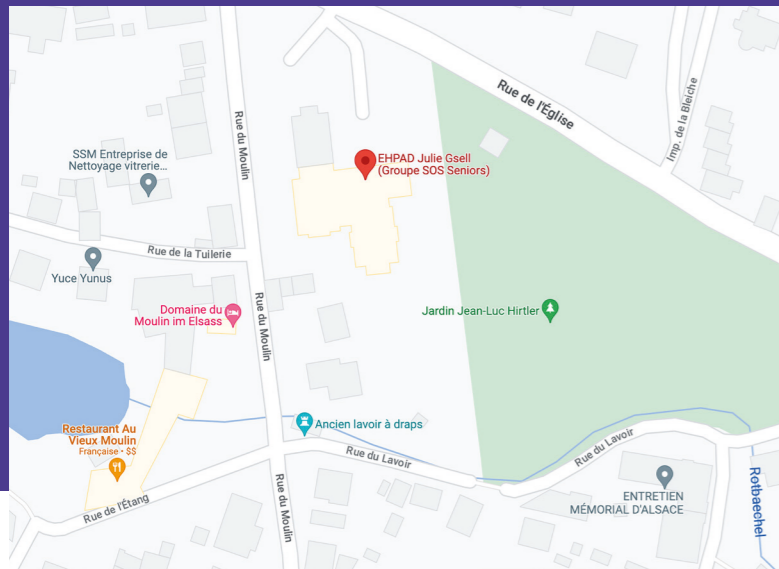 Rue de l'Église
Imp. de la Bleiche
Rue du Moulin
SSM Entreprise de
Nettoyage vitrerie...
EHPAD Julie Gsell
(Groupe SOS Seniors)
Rue de la Tuilerie
Yuce Yunus
Domaine du
Moulin im Elsass
Rue du Moulin
Jardin Jean-Luc Hirtler
Restaurant Au
Vieux Moulin
Française • $$
Ancien lavoir à draps
Rue du Lavoir
Rue du Lavoir
Rue de l'Étang
Rue du Moulin
ENTRETIEN
MÉMORIAL D'ALSACE
Rotbaechel